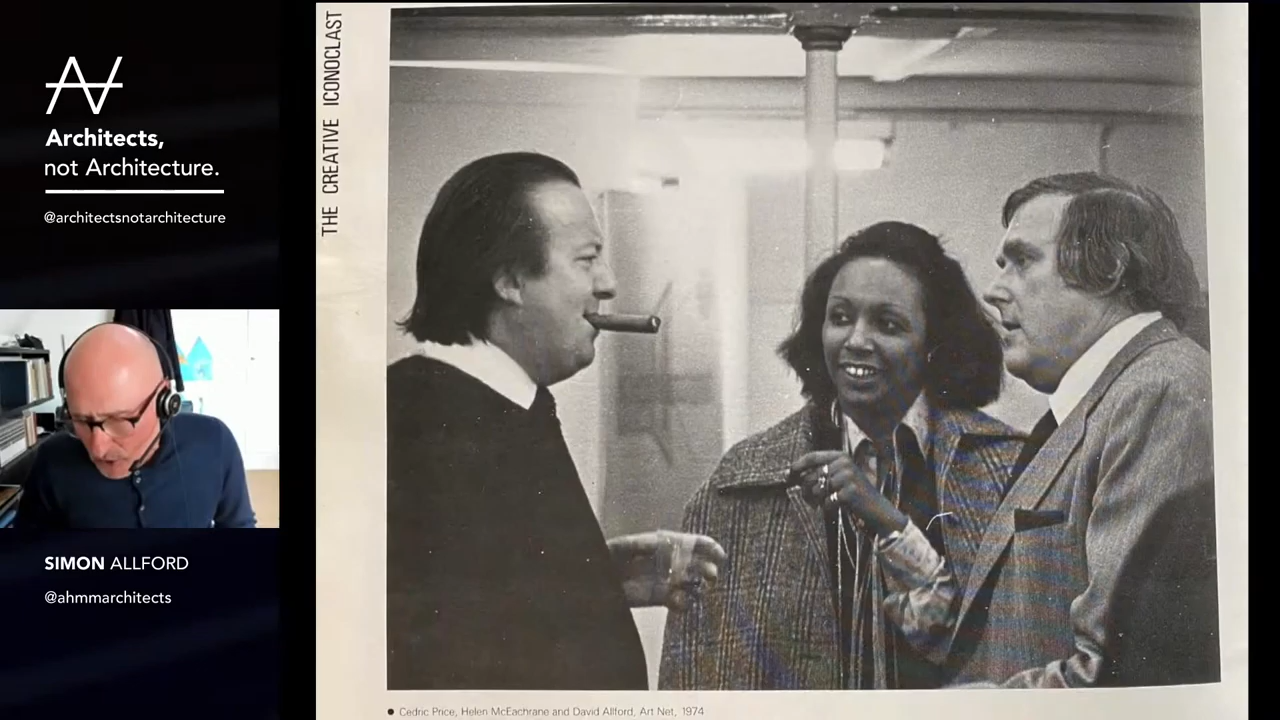 Architects,
not Architecture.
@architectsnotarchitecture
SIMON ALLFORD
@ahmmarchitects
THE CREATIVE ICONOCLAST
Cedric Price, Helen McEachrane and David Allford, Art Net, 1974